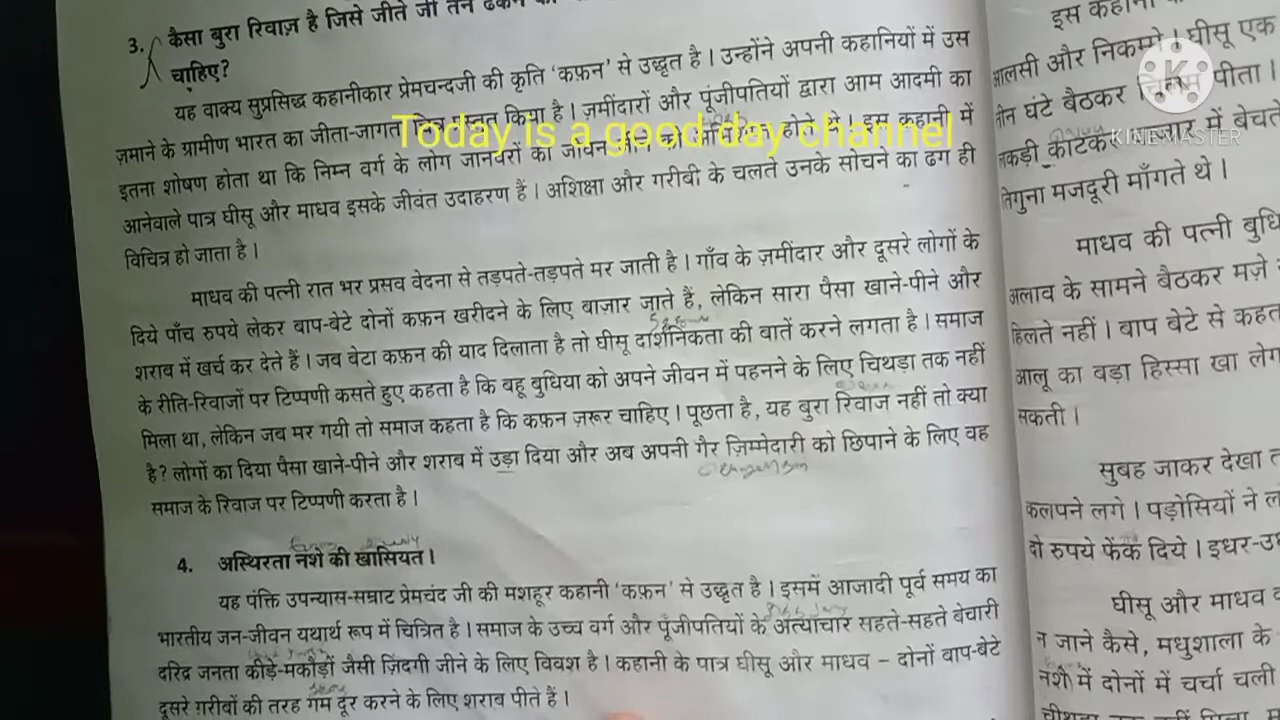 3. कैसा बुरा रिवाज़ है जिसे जीते जी तन ढकने
चाहिए?
यह वाक्य सुप्रसिद्ध कहानीकार प्रेमचन्दजी की कृति 'कफ़न' से उद्धृत है। उन्होंने अपनी कहानियों में उस
ज़माने के ग्रामीण भारत का जीता-जागता चित्र प्रस्तुत किया है। ज़मींदारों और पूंजीपतियों द्वारा आम आदमी का
इतना शोषण होता था कि निम्न वर्ग के लोग जानवरों का जीवन होते थे। इस कहानी में
आनेवाले पात्र घीसू और माधव इसके जीवंत उदाहरण हैं। अशिक्षा और गरीबी के चलते उनके सोचने का ढंग ही
विचित्र हो जाता है।
माधव की पत्नी रात भर प्रसव वेदना से तड़पते-तड़पते मर जाती है। गाँव के ज़मींदार और दूसरे लोगों के
दिये पाँच रुपये लेकर बाप-बेटे दोनों कफ़न खरीदने के लिए बाज़ार जाते हैं, लेकिन सारा पैसा खाने-पीने और
शराब में खर्च कर देते हैं। जब बेटा कफ़न की याद दिलाता है तो घीसू दार्शनिकता की बातें करने लगता है। समाज
के रीति-रिवाजों पर टिप्पणी कसते हुए कहता है कि बहू बुधिया को अपने जीवन में पहनने के लिए चिथड़ा तक नहीं
मिला था, लेकिन जब मर गयी तो समाज कहता है कि कफ़न ज़रूर चाहिए। पूछता है, यह बुरा रिवाज नहीं तो क्या
है? लोगों का दिया पैसा खाने-पीने और शराब में उड़ा दिया और अब अपनी गैर ज़िम्मेदारी को छिपाने के लिए वह
समाज के रिवाज पर टिप्पणी करता है।
4. अस्थिरता नशे की खासियत।
यह पंक्ति उपन्यास-सम्राट प्रेमचंद जी की मशहूर कहानी 'कफ़न' से उद्धृत है। इसमें आजादी पूर्व समय का
भारतीय जन-जीवन यथार्थ रूप में चित्रित है। समाज के उच्च वर्ग और पूँजीपतियों के अत्याचार सहते-सहते बेचारी
दरिद्र जनता कीड़े-मकौड़ों जैसी ज़िंदगी जीने के लिए विवश है। कहानी के पात्र घीसू और माधव – दोनों बाप-बेटे
दूसरे ग़रीबों की तरह गम दूर करने के लिए शराब पीते हैं।
Today is a good day channel
K
KINEMASTER
इस कहानी
आलसी और निकम्मे। घीसू एक
घंटे बैठकर चिलम पीता।
लकड़ी काटकर बाज़ार में बेचते
तिगुना मजदूरी माँगते थे।
माधव की पत्नी बुधि
अलाव के सामने बैठकर मज़े
हिलते नहीं। बाप बेटे से कहत
आलू का बड़ा हिस्सा खा लेग
सकती।
सुबह जाकर देखा त
कलपने लगे। पड़ोसियों ने ल
दो रुपये फेंक दिये। इधर-उ
घीसू और माधव
न जाने कैसे, मधुशाला के
नशे में दोनों में चर्चा चली